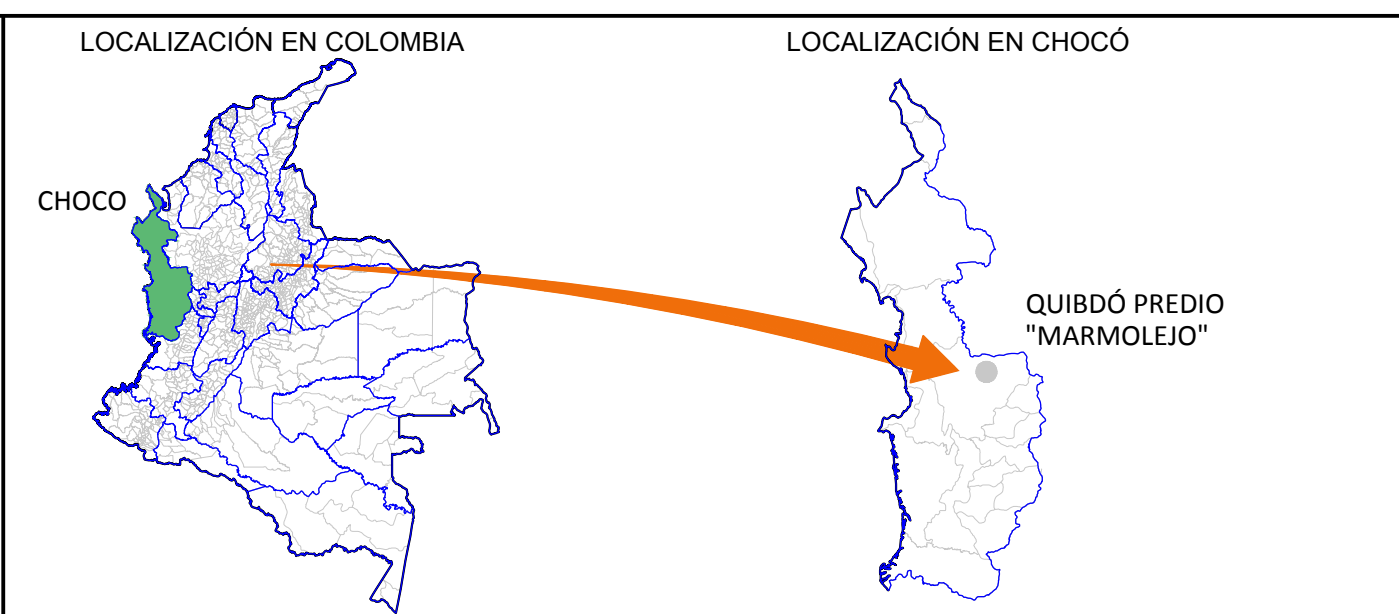 LOCALIZACIÓN EN COLOMBIA
LOCALIZACIÓN EN CHOCÓ
CHOCO
QUIBDÓ PREDIO
"MARMOLEJO"